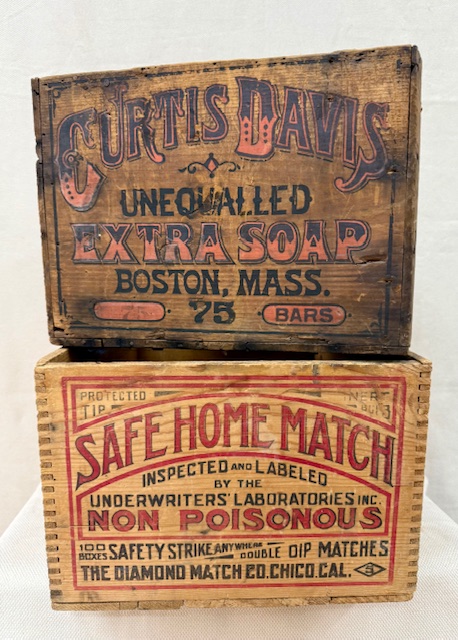 CURTIS DAVIS
UNEQUALLED
EXTRA SOAP
BOSTON, MASS.
75 BARS
PROTECTED TIP
INERT
SAFE HOME MATCH
INSPECTED AND LABELED
BY THE
UNDERWRITERS' LABORATORIES INC.
NON POISONOUS
100 BOXES SAFETY STRIKE ANYWHERE DOUBLE DIP MATCHES
THE DIAMOND MATCH CO. CHICO. CAL.